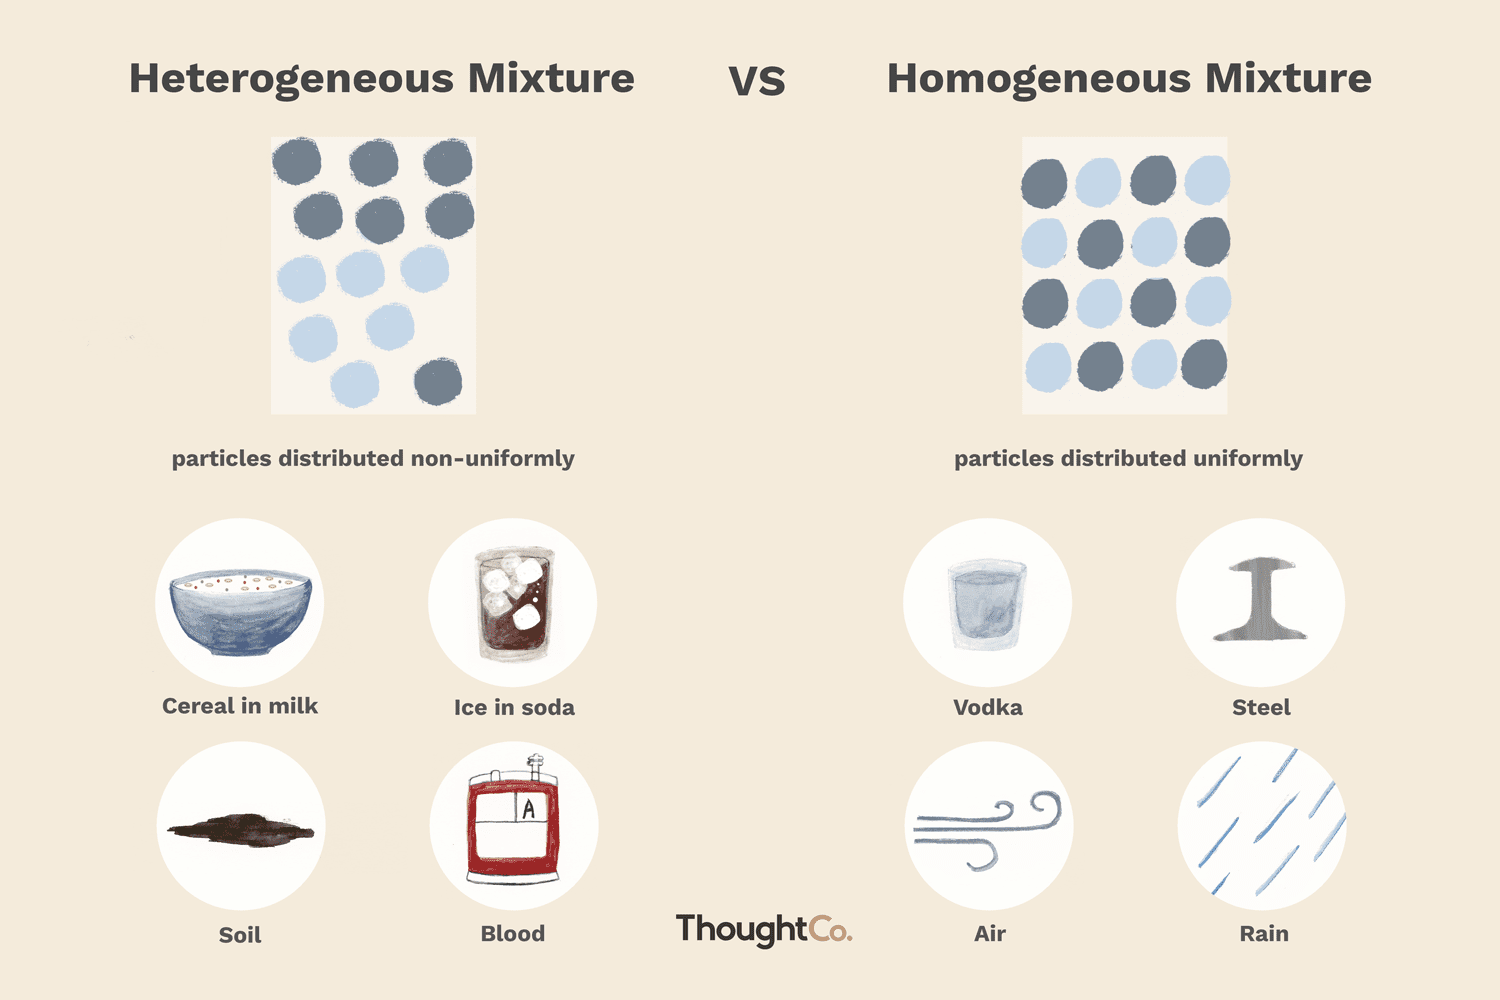 Heterogeneous Mixture
VS
Homogeneous Mixture
particles distributed non-uniformly
particles distributed uniformly
Cereal in milk
Ice in soda
Vodka
Steel
A
Soil
Blood
Air
Rain
ThoughtCo.